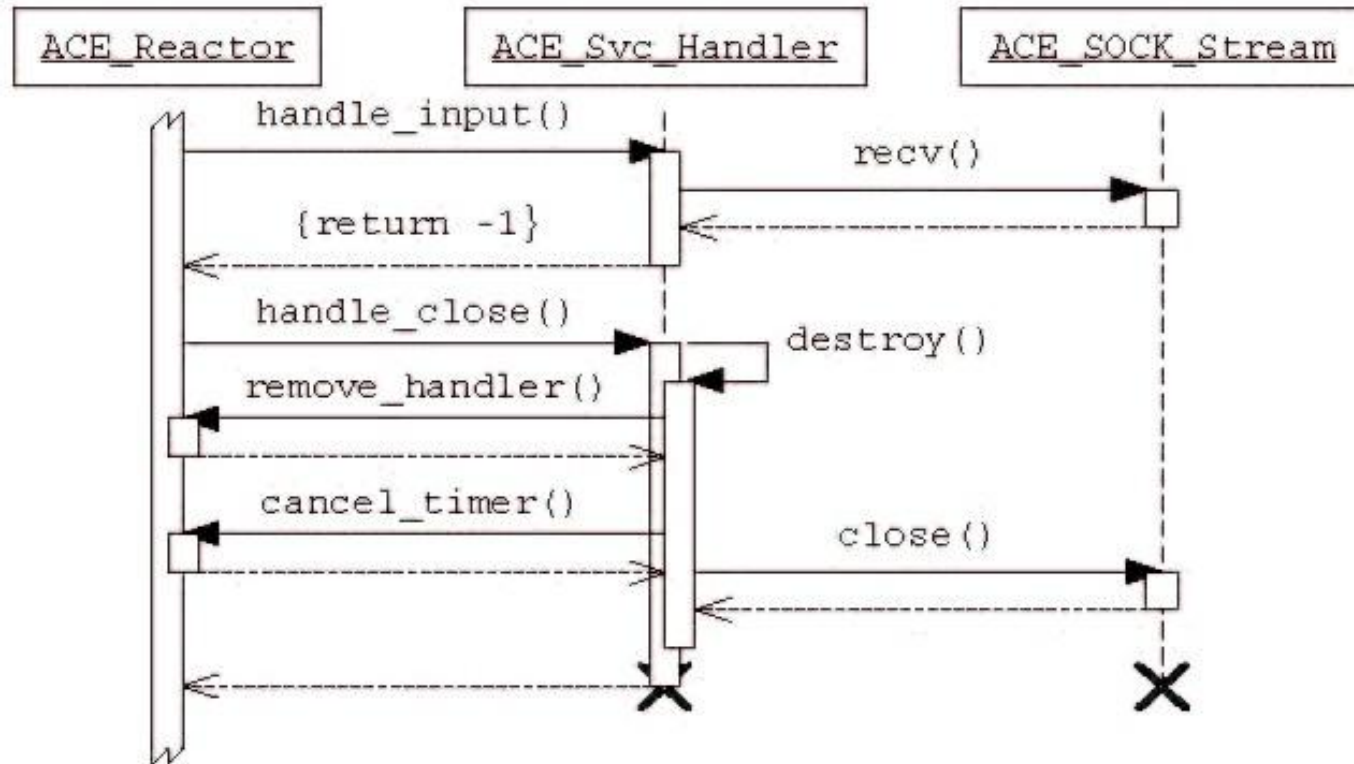 ACE_Reactor
ACE_Svc_Handler
ACE_SOCK_Stream
handle_input()
recv()
{return -1}
handle_close()
destroy()
remove_handler()
cancel_timer()
close()